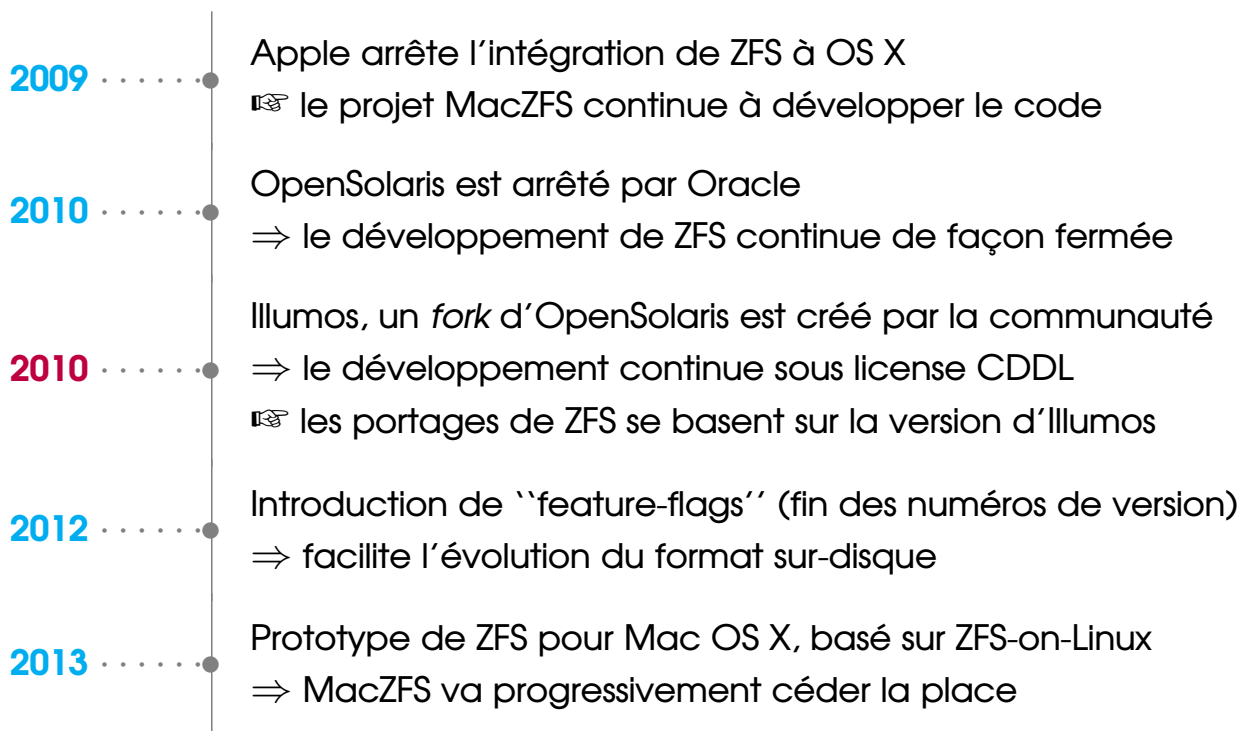 2009 Apple arrête l'intégration de ZFS à OS X
☞ le projet MacZFS continue à développer le code
2010 OpenSolaris est arrêté par Oracle
⇒ le développement de ZFS continue de façon fermée
Illumos, un fork d'OpenSolaris est créé par la communauté
2010 ⇒ le développement continue sous license CDDL
☞ les portages de ZFS se basent sur la version d'Illumos
2012 Introduction de ``feature-flags'' (fin des numéros de version)
⇒ facilite l'évolution du format sur-disque
2013 Prototype de ZFS pour Mac OS X, basé sur ZFS-on-Linux
⇒ MacZFS va progressivement céder la place